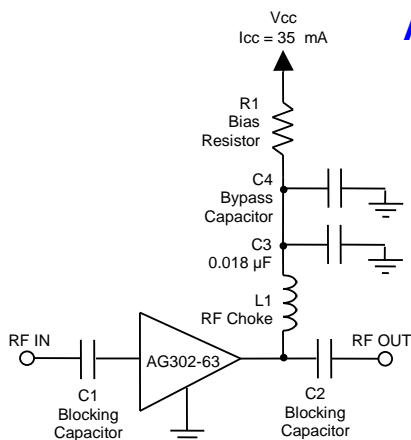 Vcc
Icc = 35 mA
R1
Bias
Resistor
C4
Bypass
Capacitor
C3
0.018 µF
L1
RF Choke
RF IN
AG302-63
RF OUT
C1
Blocking
Capacitor
C2
Blocking
Capacitor